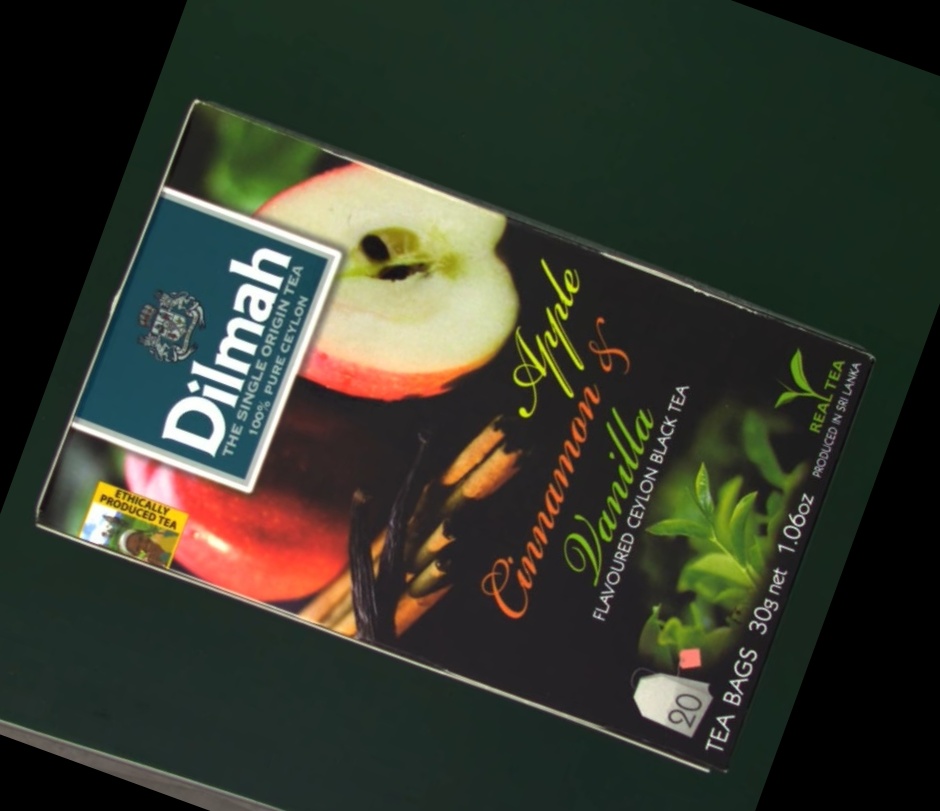 Dilmah
THE SINGLE ORIGIN TEA
100% PURE CEYLON
ETHICALLY
PRODUCED TEA
Apple
Cinnamon &
Vanilla
FLAVOURED CEYLON BLACK TEA
REAL TEA
PRODUCED IN SRI LANKA
20
TEA BAGS 30g net 1.06oz